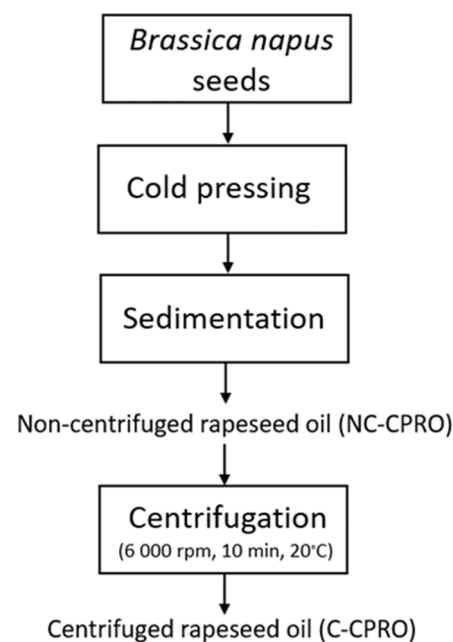 Brassica napus
seeds
Cold pressing
Sedimentation
Non-centrifuged rapeseed oil (NC-CPRO)
Centrifugation
(6 000 rpm, 10 min, 20°C)
Centrifuged rapeseed oil (C-CPRO)